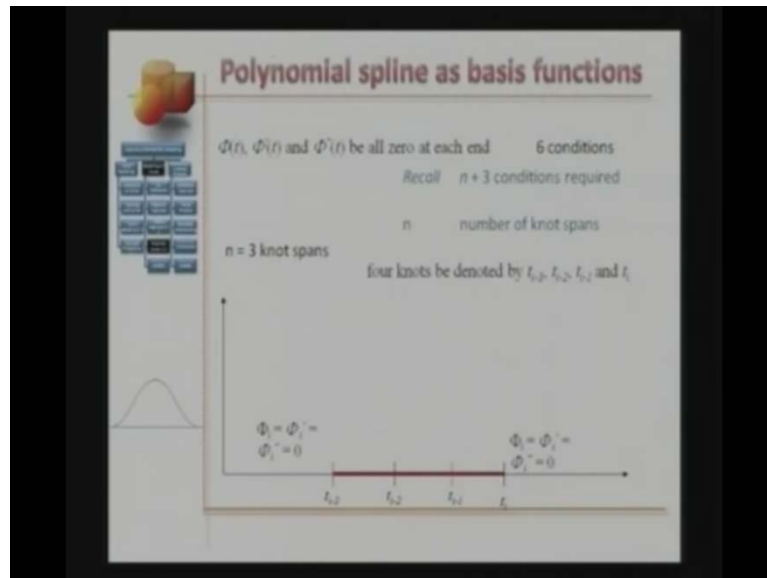 Polynomial spline as basis functions
Φ(t), Φ'(t) and Φ''(t) be all zero at each end 6 conditions
Recall n + 3 conditions required
n number of knot spans
n = 3 knot spans
four knots be denoted by t_{i-3}, t_{i-2}, t_{i-1} and t_i
Φ_i = Φ_i' =
Φ_i'' = 0
Φ_i = Φ_i' =
Φ_i'' = 0
t_{i-3} t_{i-2} t_{i-1} t_i